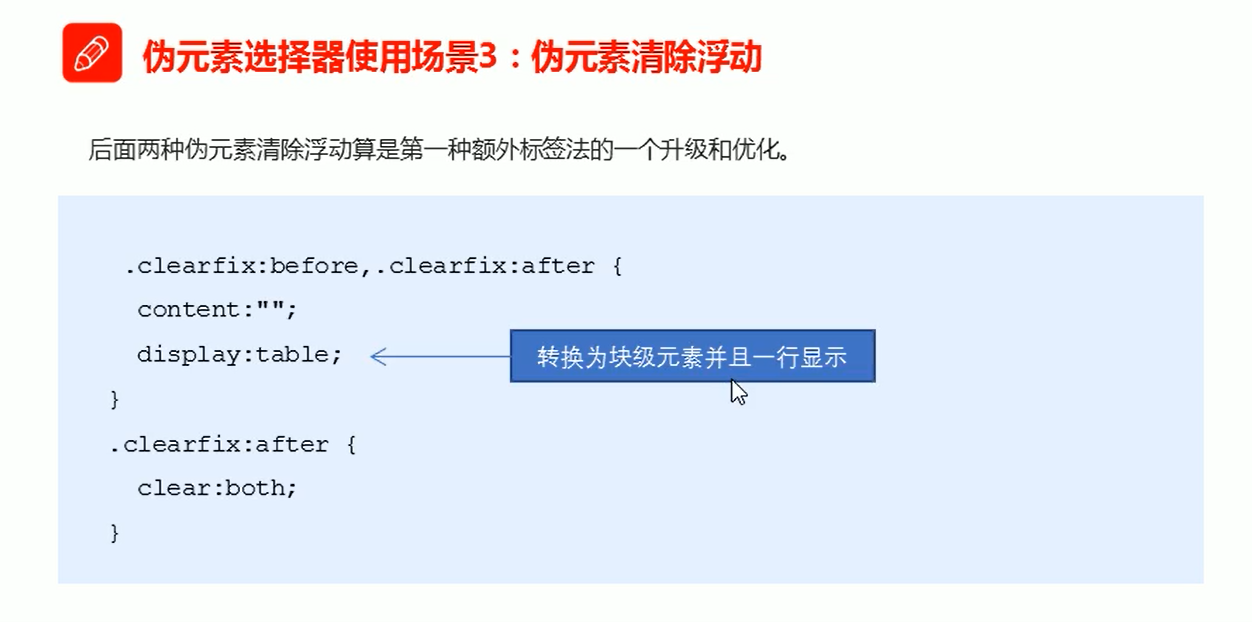 伪元素选择器使用场景3：伪元素清除浮动
后面两种伪元素清除浮动算是第一种额外标签法的一个升级和优化。
.clearfix:before,.clearfix:after {
content:"";
display:table;
转换为块级元素并且一行显示
}
.clearfix:after {
clear:both;
}